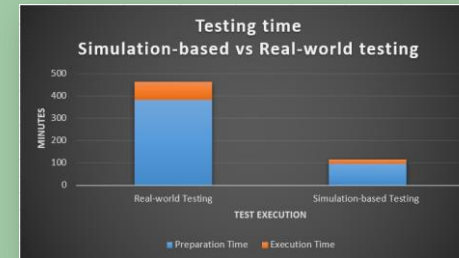 Testing time
Simulation-based vs Real-world testing
500
400
300
200
100
0
MINUTES
Real-world Testing
Simulation-based Testing
TEST EXECUTION
Preparation Time
Execution Time